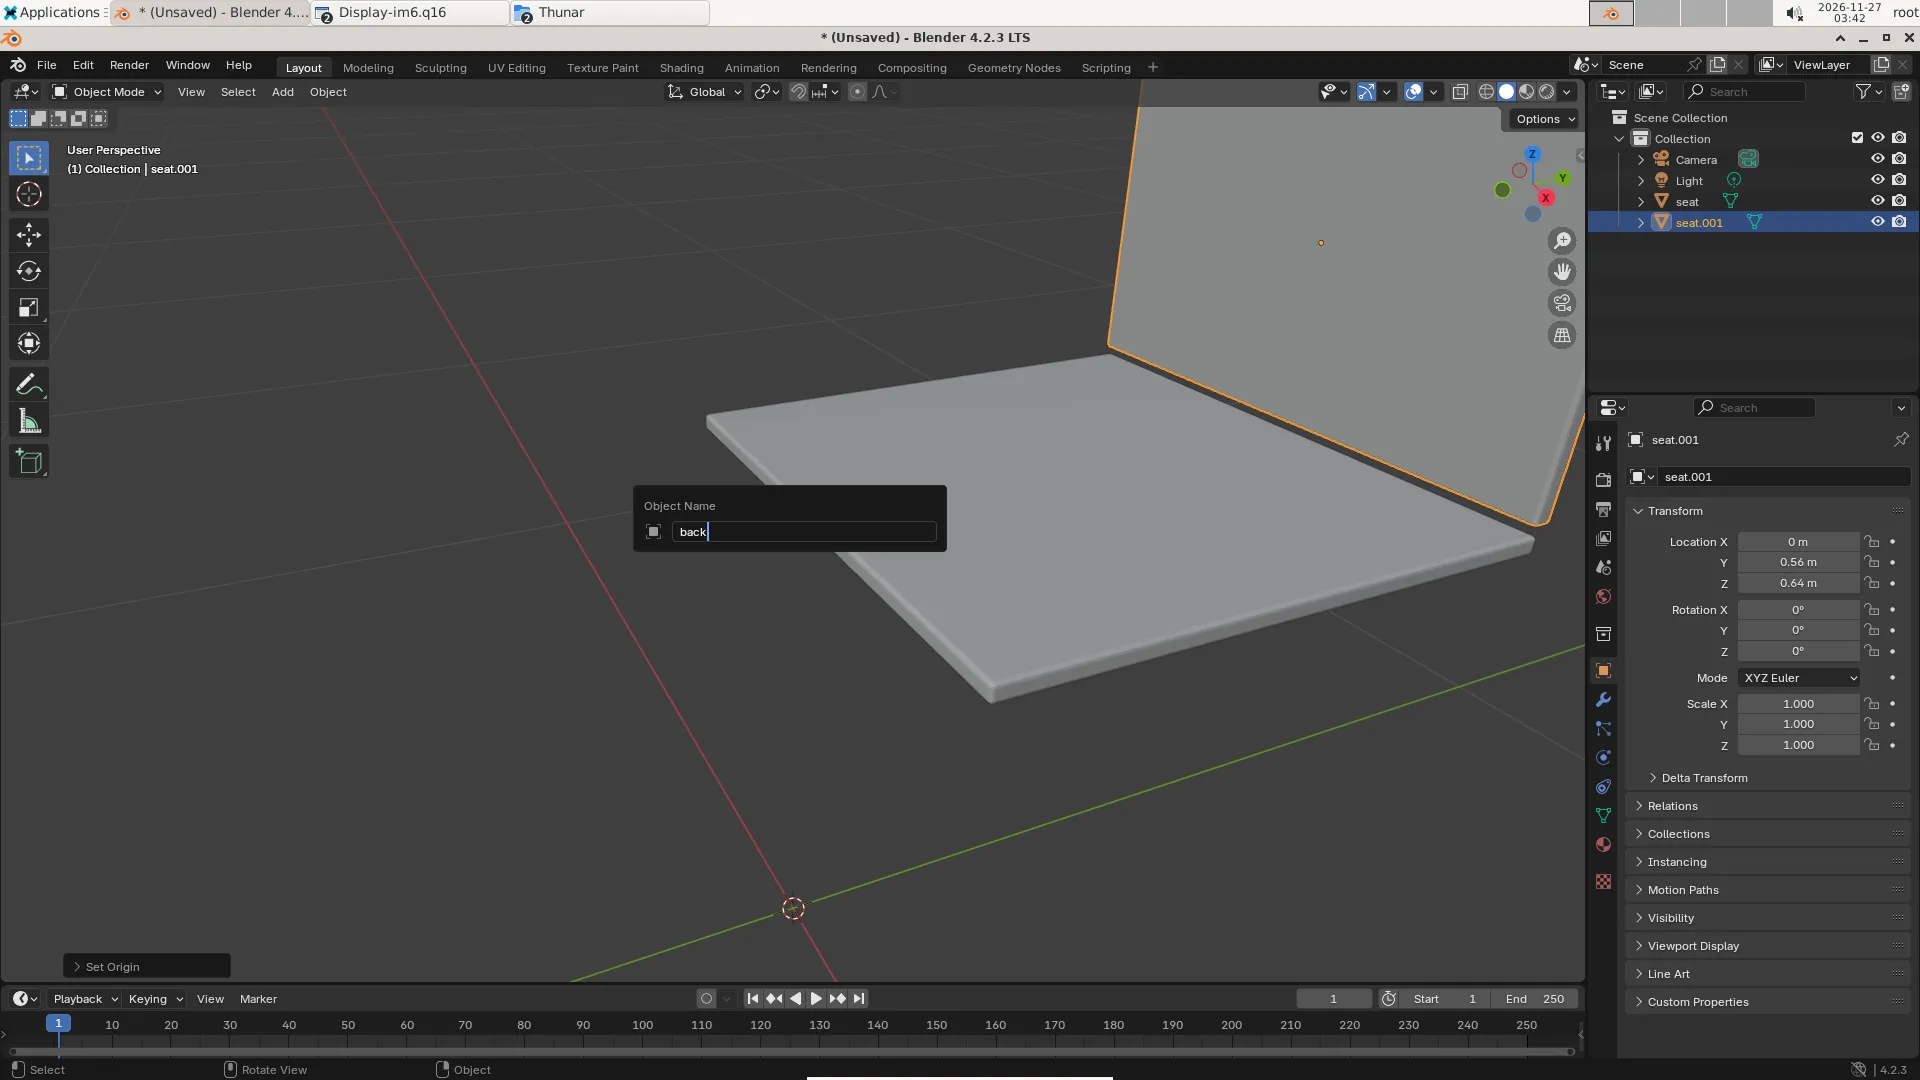 Applications
* (Unsaved) - Blender 4....
2 Display-im6.q16
2 Thunar
2026-11-27
03:42
root
* (Unsaved) - Blender 4.2.3 LTS
File Edit Render Window Help
Layout Modeling Sculpting UV Editing Texture Paint Shading Animation Rendering Compositing Geometry Nodes Scripting +
Scene
ViewLayer
Object Mode View Select Add Object
Global
Search
Options
User Perspective
(1) Collection | seat.001
Z
Y
X
Scene Collection
Collection
Camera
Light
seat
seat.001
Object Name
back
Search
seat.001
seat.001
Transform
Location X 0 m
Y 0.56 m
Z 0.64 m
Rotation X 0°
Y 0°
Z 0°
Mode XYZ Euler
Scale X 1.000
Y 1.000
Z 1.000
Delta Transform
Relations
Collections
Instancing
Motion Paths
Visibility
Viewport Display
Line Art
Custom Properties
Set Origin
Playback Keying View Marker
1 Start 1 End 250
1 10 20 30 40 50 60 70 80 90 100 110 120 130 140 150 160 170 180 190 200 210 220 230 240 250
Select Rotate View Object
4.2.3